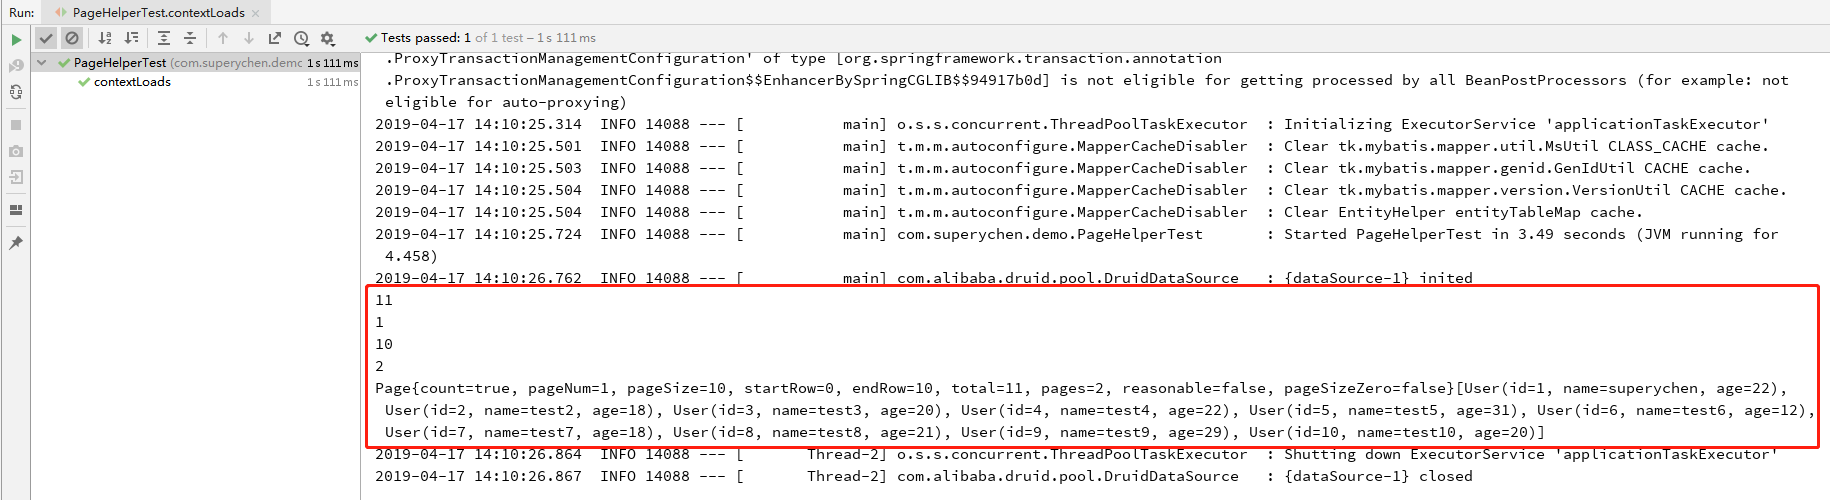 Run: PageHelperTest.contextLoads
Tests passed: 1 of 1 test – 1 s 111 ms
PageHelperTest (com.superychen.demo 1 s 111 ms
contextLoads 1 s 111 ms
.ProxyTransactionManagementConfiguration' of type [org.springframework.transaction.annotation
.ProxyTransactionManagementConfiguration$$EnhancerBySpringCGLIB$$94917b0d] is not eligible for getting processed by all BeanPostProcessors (for example: not
eligible for auto-proxying)
2019-04-17 14:10:25.314  INFO 14088 --- [           main] o.s.s.concurrent.ThreadPoolTaskExecutor  : Initializing ExecutorService 'applicationTaskExecutor'
2019-04-17 14:10:25.501  INFO 14088 --- [           main] t.m.m.autoconfigure.MapperCacheDisabler  : Clear tk.mybatis.mapper.util.MsUtil CLASS_CACHE cache.
2019-04-17 14:10:25.503  INFO 14088 --- [           main] t.m.m.autoconfigure.MapperCacheDisabler  : Clear tk.mybatis.mapper.genid.GenIdUtil CACHE cache.
2019-04-17 14:10:25.504  INFO 14088 --- [           main] t.m.m.autoconfigure.MapperCacheDisabler  : Clear tk.mybatis.mapper.version.VersionUtil CACHE cache.
2019-04-17 14:10:25.504  INFO 14088 --- [           main] t.m.m.autoconfigure.MapperCacheDisabler  : Clear EntityHelper entityTableMap cache.
2019-04-17 14:10:25.724  INFO 14088 --- [           main] com.superychen.demo.PageHelperTest       : Started PageHelperTest in 3.49 seconds (JVM running for
4.458)
2019-04-17 14:10:26.762  INFO 14088 --- [           main] com.alibaba.druid.pool.DruidDataSource   : {dataSource-1} inited
11
1
10
2
Page{count=true, pageNum=1, pageSize=10, startRow=0, endRow=10, total=11, pages=2, reasonable=false, pageSizeZero=false}[User(id=1, name=superychen, age=22),
User(id=2, name=test2, age=18), User(id=3, name=test3, age=20), User(id=4, name=test4, age=22), User(id=5, name=test5, age=31), User(id=6, name=test6, age=12),
User(id=7, name=test7, age=18), User(id=8, name=test8, age=21), User(id=9, name=test9, age=29), User(id=10, name=test10, age=20)]
2019-04-17 14:10:26.864  INFO 14088 --- [       Thread-2] o.s.s.concurrent.ThreadPoolTaskExecutor  : Shutting down ExecutorService 'applicationTaskExecutor'
2019-04-17 14:10:26.867  INFO 14088 --- [       Thread-2] com.alibaba.druid.pool.DruidDataSource   : {dataSource-1} closed